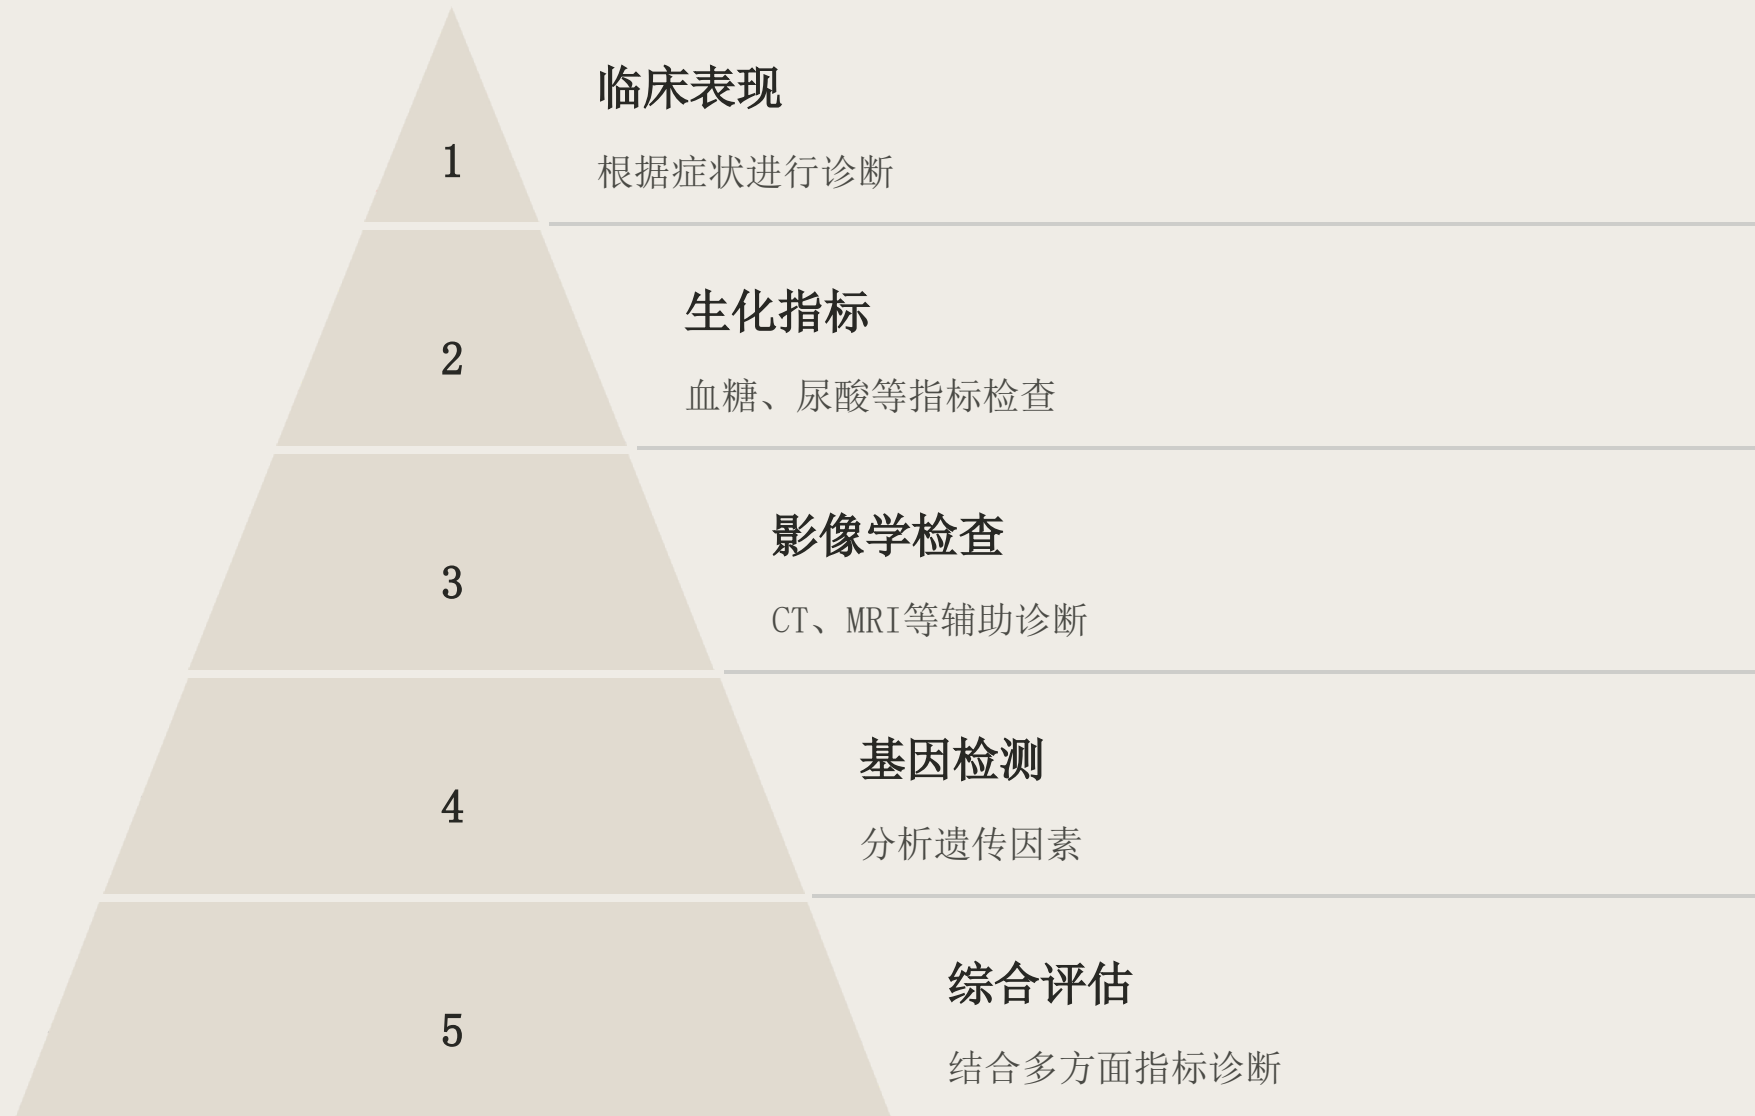 临床表现
1
根据症状进行诊断
生化指标
2
血糖、尿酸等指标检查
影像学检查
3
CT、MRI等辅助诊断
基因检测
4
分析遗传因素
综合评估
5
结合多方面指标诊断